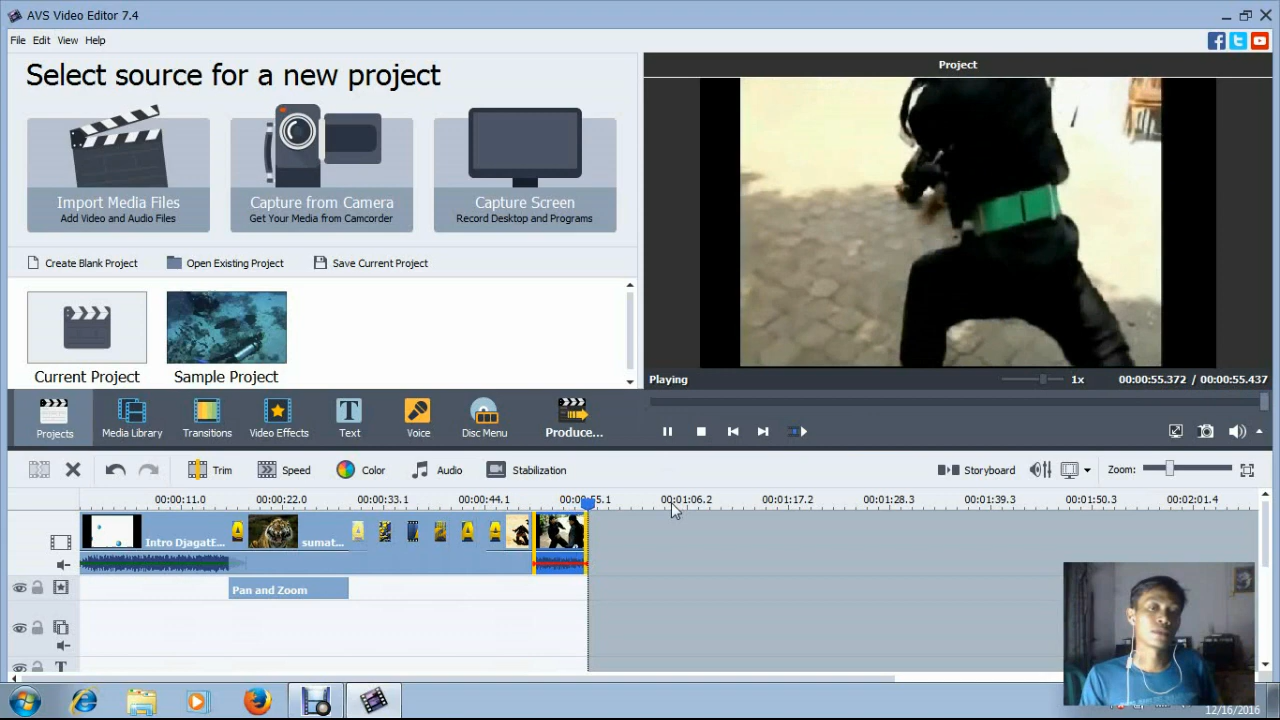 AVS Video Editor 7.4
File Edit View Help
Select source for a new project
Import Media Files
Add Video and Audio Files
Capture from Camera
Get Your Media from Camcorder
Capture Screen
Record Desktop and Programs
Create Blank Project
Open Existing Project
Save Current Project
Current Project
Sample Project
Project
Playing
1x
00:00:55.372 / 00:00:55.437
Projects
Media Library
Transitions
Video Effects
Text
Voice
Disc Menu
Produce...
Trim
Speed
Color
Audio
Stabilization
Storyboard
Zoom:
00:00:11.0 00:00:22.0 00:00:33.1 00:00:44.1 00:00:55.1 00:01:06.2 00:01:17.2 00:01:28.3 00:01:39.3 00:01:50.3 00:02:01.4
Intro DjagatE...
sumat...
Pan and Zoom
T
12/16/2016